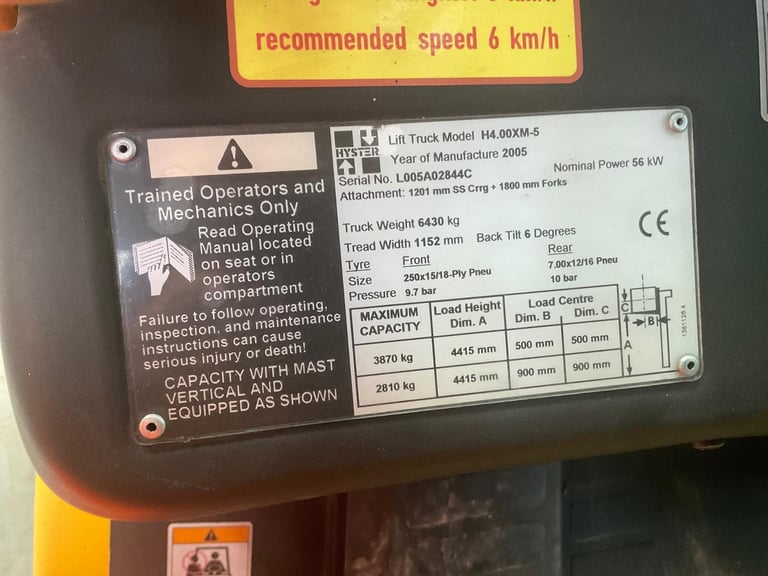 recommended speed 6 km/h
Trained Operators and
Mechanics Only
Read Operating
Manual located
on seat or in
operators
compartment
Failure to follow operating,
inspection, and maintenance
instructions can cause
serious injury or death!
CAPACITY WITH MAST
VERTICAL AND
EQUIPPED AS SHOWN
HYSTER
Lift Truck Model H4.00XM-5
Year of Manufacture 2005
Serial No. L005A02844C Nominal Power 56 kW
Attachment: 1201 mm SS Crrg + 1800 mm Forks
Truck Weight 6430 kg
Tread Width 1152 mm Back Tilt 6 Degrees
Tyre Front Rear
Size 250x15/18-Ply Pneu 7.00x12/16 Pneu
Pressure 9.7 bar 10 bar
MAXIMUM CAPACITY Load Height Dim. A Load Centre Dim. B Dim. C
3870 kg 4415 mm 500 mm 500 mm
2810 kg 4415 mm 900 mm 900 mm
C
B
A
CE